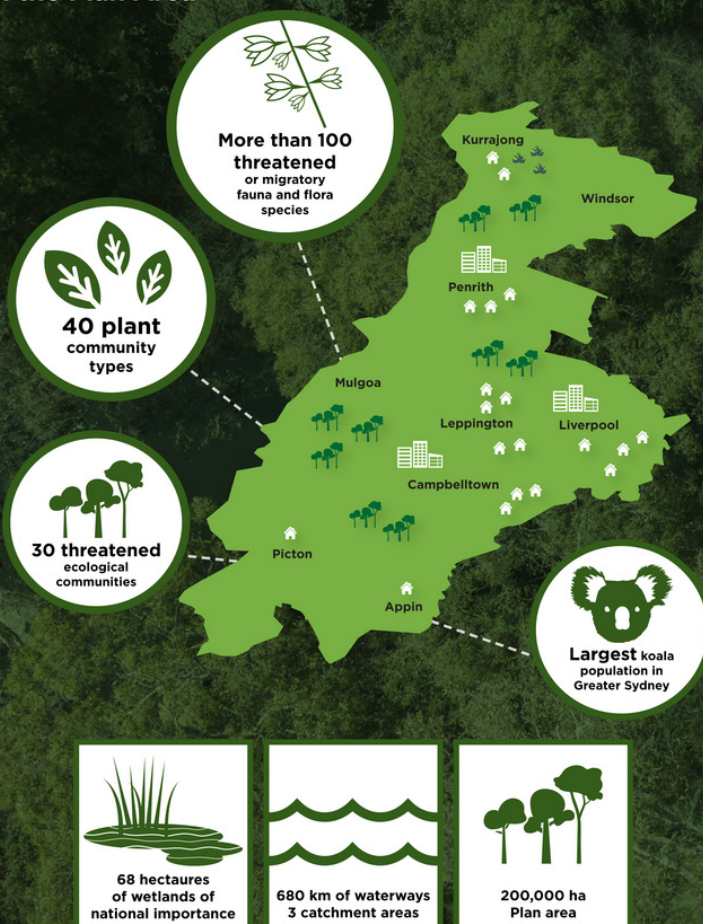 More than 100
threatened
or migratory
fauna and flora
species
40 plant
community
types
30 threatened
ecological
communities
Kurrajong
Windsor
Penrith
Mulgoa
Leppington
Liverpool
Campbelltown
Picton
Appin
Largest koala
population in
Greater Sydney
68 hectaures
of wetlands of
national importance
680 km of waterways
3 catchment areas
200,000 ha
Plan area